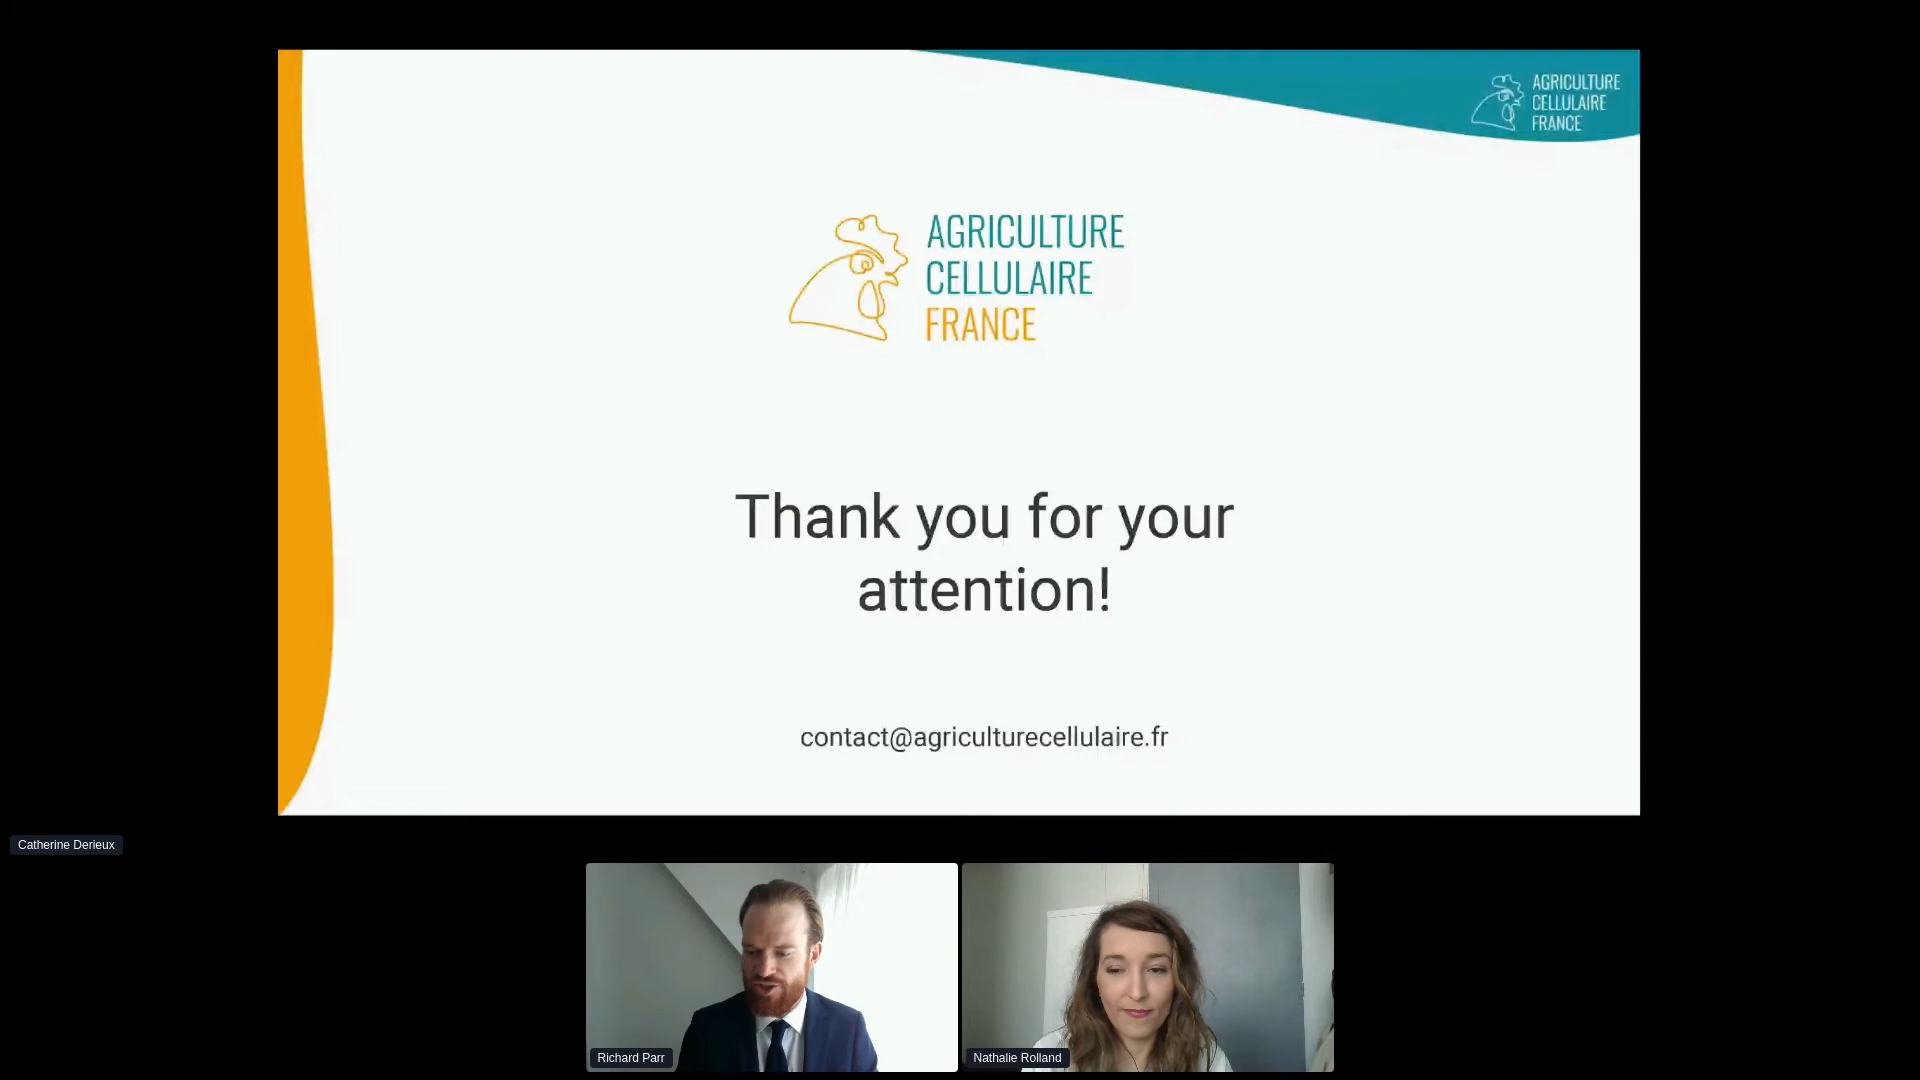 AGRICULTURE
CELLULAIRE
FRANCE
AGRICULTURE
CELLULAIRE
FRANCE
Thank you for your
attention!
contact@agriculturecellulaire.fr
Catherine Derieux
Richard Parr
Nathalie Rolland